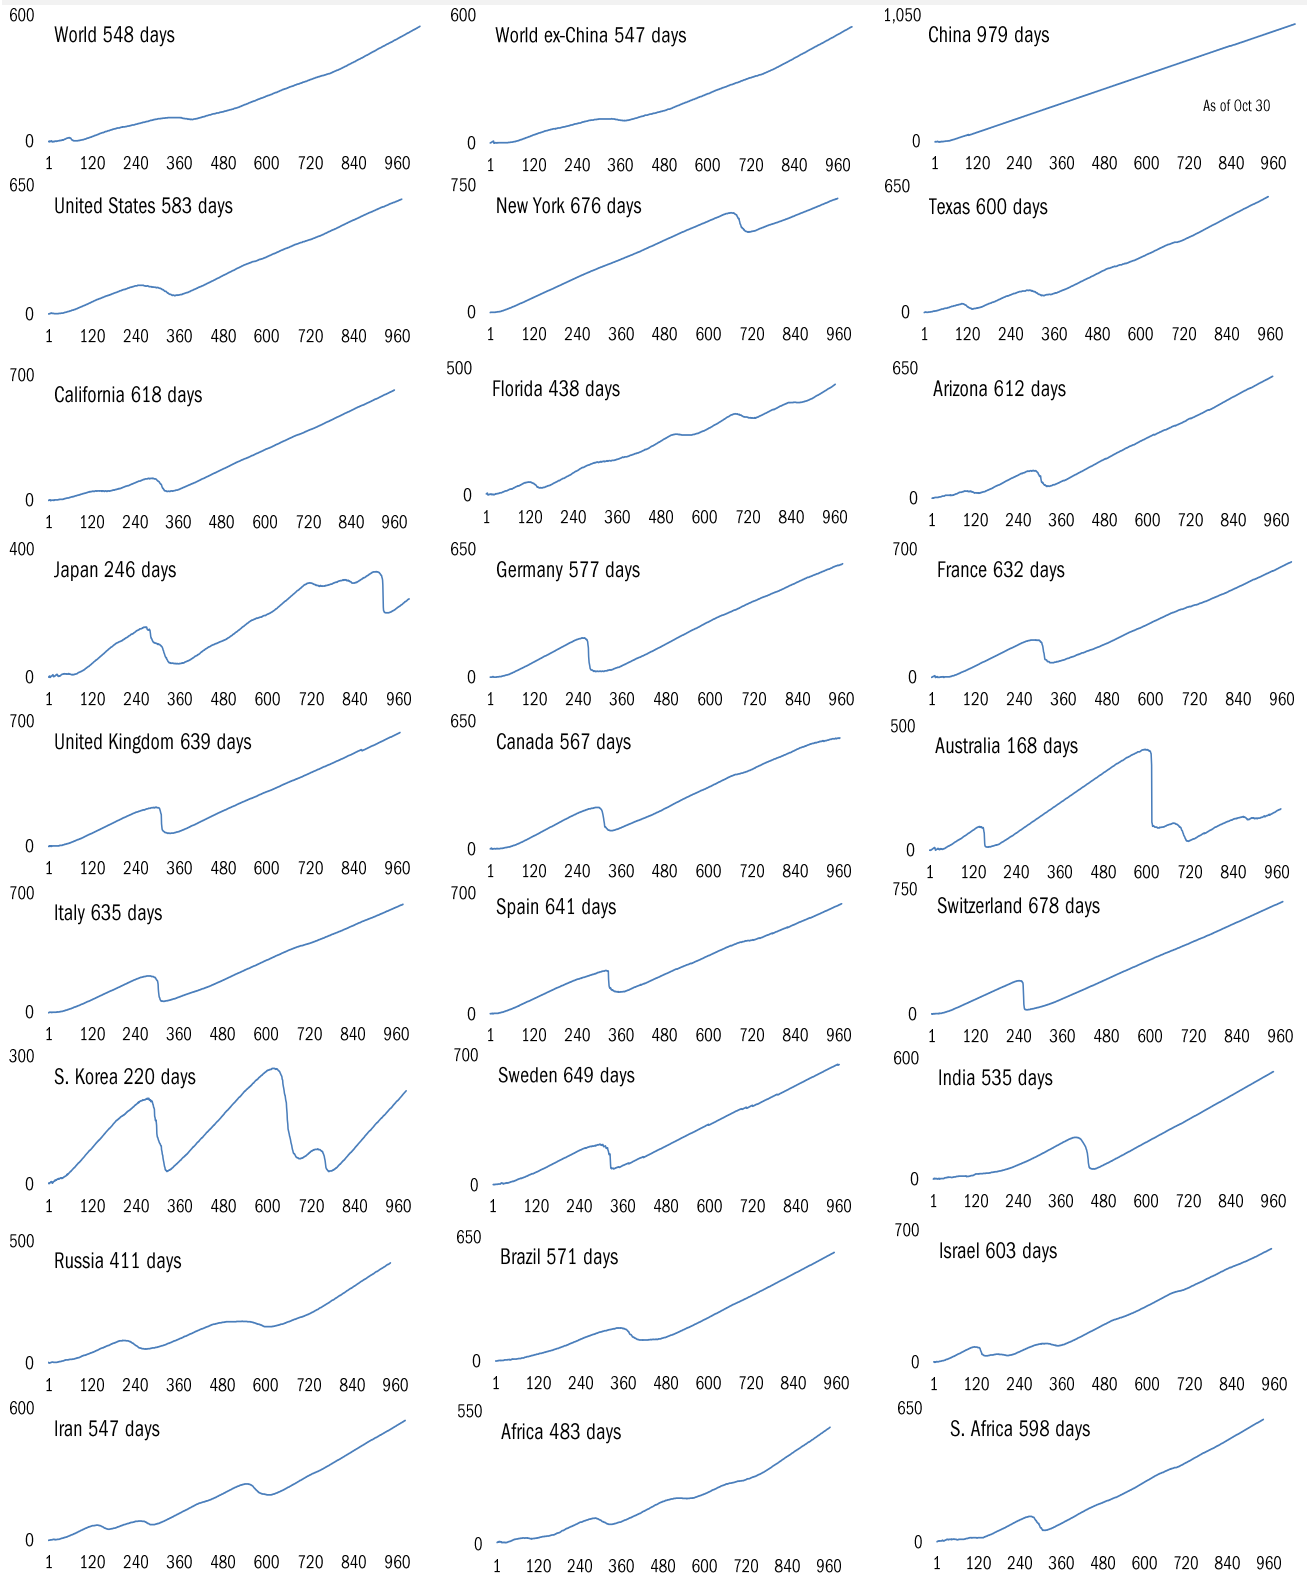 600
World 548 days
0
1 120 240 360 480 600 720 840 960
600
World ex-China 547 days
0
1 120 240 360 480 600 720 840 960
1,050
China 979 days
As of Oct 30
0
1 120 240 360 480 600 720 840 960
650
United States 583 days
0
1 120 240 360 480 600 720 840 960
750
New York 676 days
0
1 120 240 360 480 600 720 840 960
650
Texas 600 days
0
1 120 240 360 480 600 720 840 960
700
California 618 days
0
1 120 240 360 480 600 720 840 960
500
Florida 438 days
0
1 120 240 360 480 600 720 840 960
650
Arizona 612 days
0
1 120 240 360 480 600 720 840 960
400
Japan 246 days
0
1 120 240 360 480 600 720 840 960
650
Germany 577 days
0
1 120 240 360 480 600 720 840 960
700
France 632 days
0
1 120 240 360 480 600 720 840 960
700
United Kingdom 639 days
0
1 120 240 360 480 600 720 840 960
650
Canada 567 days
0
1 120 240 360 480 600 720 840 960
500
Australia 168 days
0
1 120 240 360 480 600 720 840 960
700
Italy 635 days
0
1 120 240 360 480 600 720 840 960
700
Spain 641 days
0
1 120 240 360 480 600 720 840 960
750
Switzerland 678 days
0
1 120 240 360 480 600 720 840 960
300
S. Korea 220 days
0
1 120 240 360 480 600 720 840 960
700
Sweden 649 days
0
1 120 240 360 480 600 720 840 960
600
India 535 days
0
1 120 240 360 480 600 720 840 960
500
Russia 411 days
0
1 120 240 360 480 600 720 840 960
650
Brazil 571 days
0
1 120 240 360 480 600 720 840 960
700
Israel 603 days
0
1 120 240 360 480 600 720 840 960
600
Iran 547 days
0
1 120 240 360 480 600 720 840 960
550
Africa 483 days
0
1 120 240 360 480 600 720 840 960
650
S. Africa 598 days
0
1 120 240 360 480 600 720 840 960